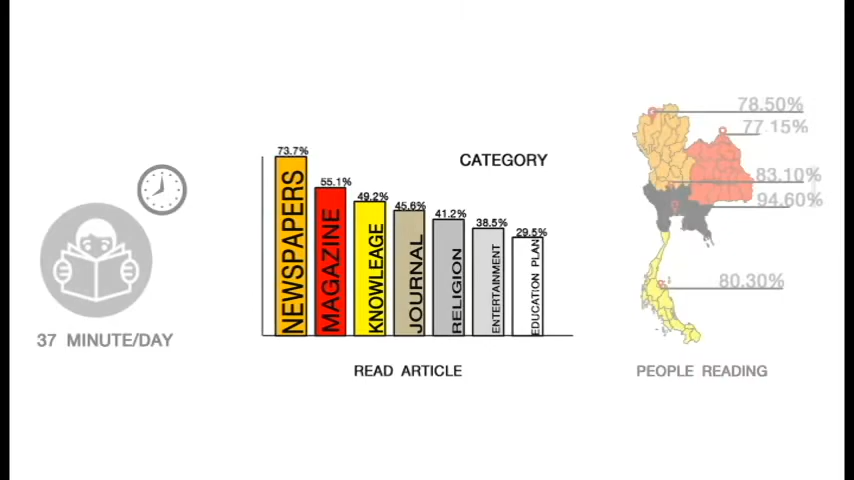 37 MINUTE/DAY
CATEGORY
73.7%
55.1%
49.2%
45.6%
41.2%
38.5%
29.5%
NEWSPAPERS
MAGAZINE
KNOWLEAGE
JOURNAL
RELIGION
ENTERTAINMENT
EDUCATION PLAN
READ ARTICLE
78.50%
77.15%
83.10%
94.60%
80.30%
PEOPLE READING